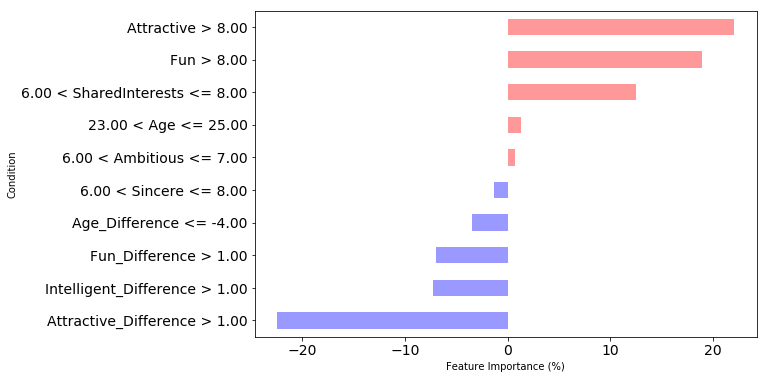 Attractive > 8.00
Fun > 8.00
6.00 < SharedInterests <= 8.00
23.00 < Age <= 25.00
6.00 < Ambitious <= 7.00
6.00 < Sincere <= 8.00
Age_Difference <= -4.00
Fun_Difference > 1.00
Intelligent_Difference > 1.00
Attractive_Difference > 1.00
Condition
−20 −10 0 10 20
Feature Importance (%)